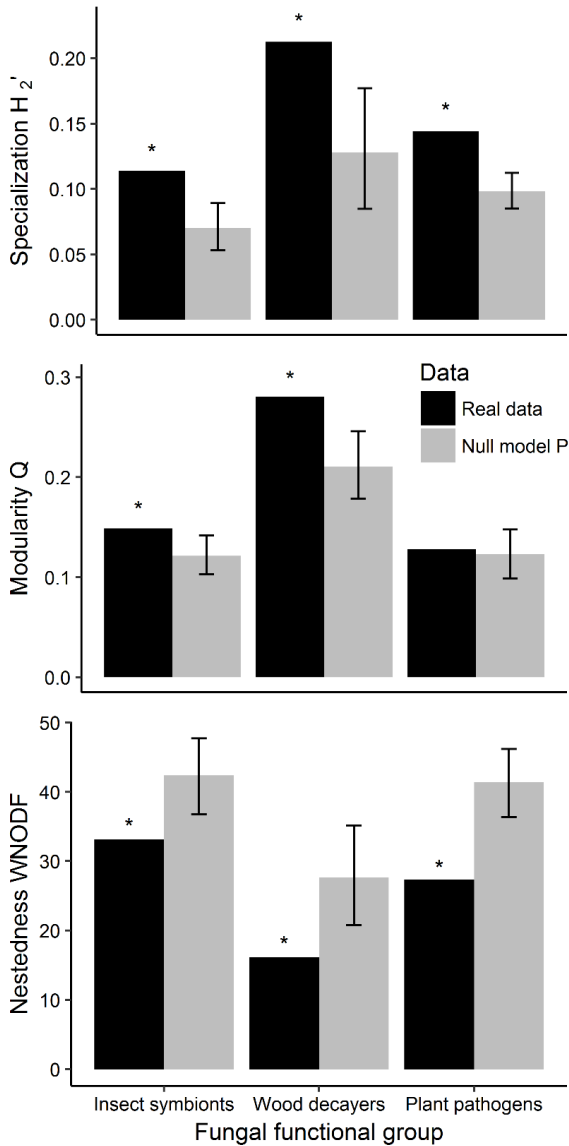 Specialization H₂'
0.20
*
*
0.15
*
0.10
0.05
0.00
Modularity Q
0.3
*
Data
Real data
Null model P
0.2
*
0.1
0.0
Nestedness WNODF
50
40
*
30
*
20
*
10
0
Insect symbionts Wood decayers Plant pathogens
Fungal functional group